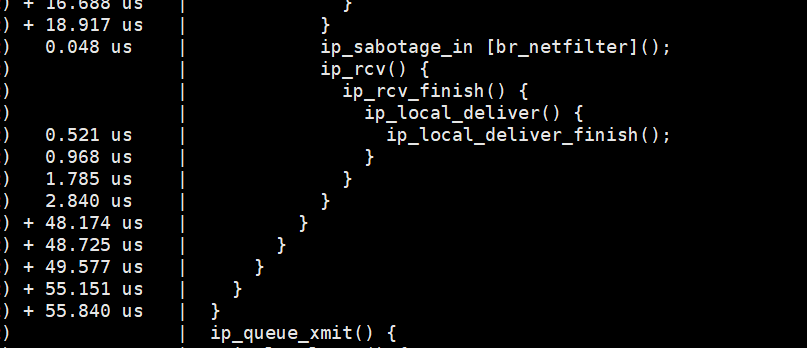 ) + 16.688 us   |               }
) + 18.917 us   |             }
)   0.048 us    |             ip_sabotage_in [br_netfilter]();
)               |             ip_rcv() {
)               |               ip_rcv_finish() {
)               |                 ip_local_deliver() {
)   0.521 us    |                   ip_local_deliver_finish();
)   0.968 us    |                 }
)   1.785 us    |               }
)   2.840 us    |             }
) + 48.174 us   |           }
) + 48.725 us   |         }
) + 49.577 us   |       }
) + 55.151 us   |     }
) + 55.840 us   |   }
)               |   ip_queue_xmit() {